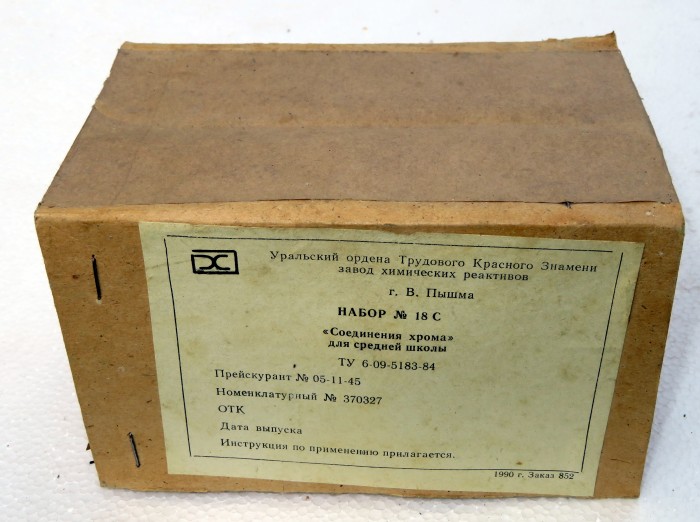 Уральский ордена Трудового Красного Знамени
завод химических реактивов
г. В. Пышма
НАБОР № 18 С
«Соединения хрома»
для средней школы
ТУ 6-09-5183-84
Прейскурант № 05-11-45
Номенклатурный № 370327
ОТК
Дата выпуска
Инструкция по применению прилагается.
1990 г. Заказ 852